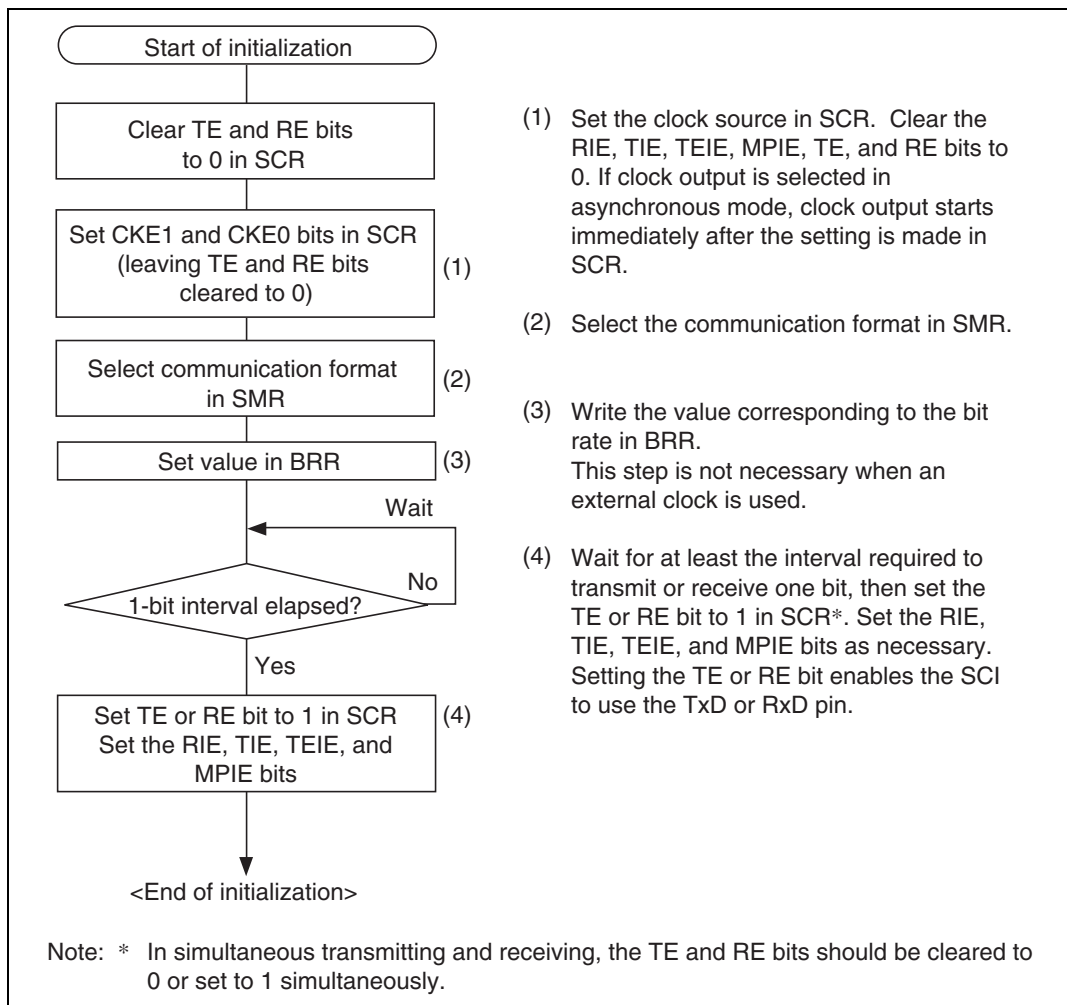 Start of initialization
Clear TE and RE bits
to 0 in SCR
Set CKE1 and CKE0 bits in SCR
(leaving TE and RE bits
cleared to 0)
(1)
Select communication format
in SMR
(2)
Set value in BRR
(3)
Wait
No
1-bit interval elapsed?
Yes
Set TE or RE bit to 1 in SCR
Set the RIE, TIE, TEIE, and
MPIE bits
(4)
<End of initialization>
(1) Set the clock source in SCR. Clear the
RIE, TIE, TEIE, MPIE, TE, and RE bits to
0. If clock output is selected in
asynchronous mode, clock output starts
immediately after the setting is made in
SCR.
(2) Select the communication format in SMR.
(3) Write the value corresponding to the bit
rate in BRR.
This step is not necessary when an
external clock is used.
(4) Wait for at least the interval required to
transmit or receive one bit, then set the
TE or RE bit to 1 in SCR*. Set the RIE,
TIE, TEIE, and MPIE bits as necessary.
Setting the TE or RE bit enables the SCI
to use the TxD or RxD pin.
Note: * In simultaneous transmitting and receiving, the TE and RE bits should be cleared to
0 or set to 1 simultaneously.